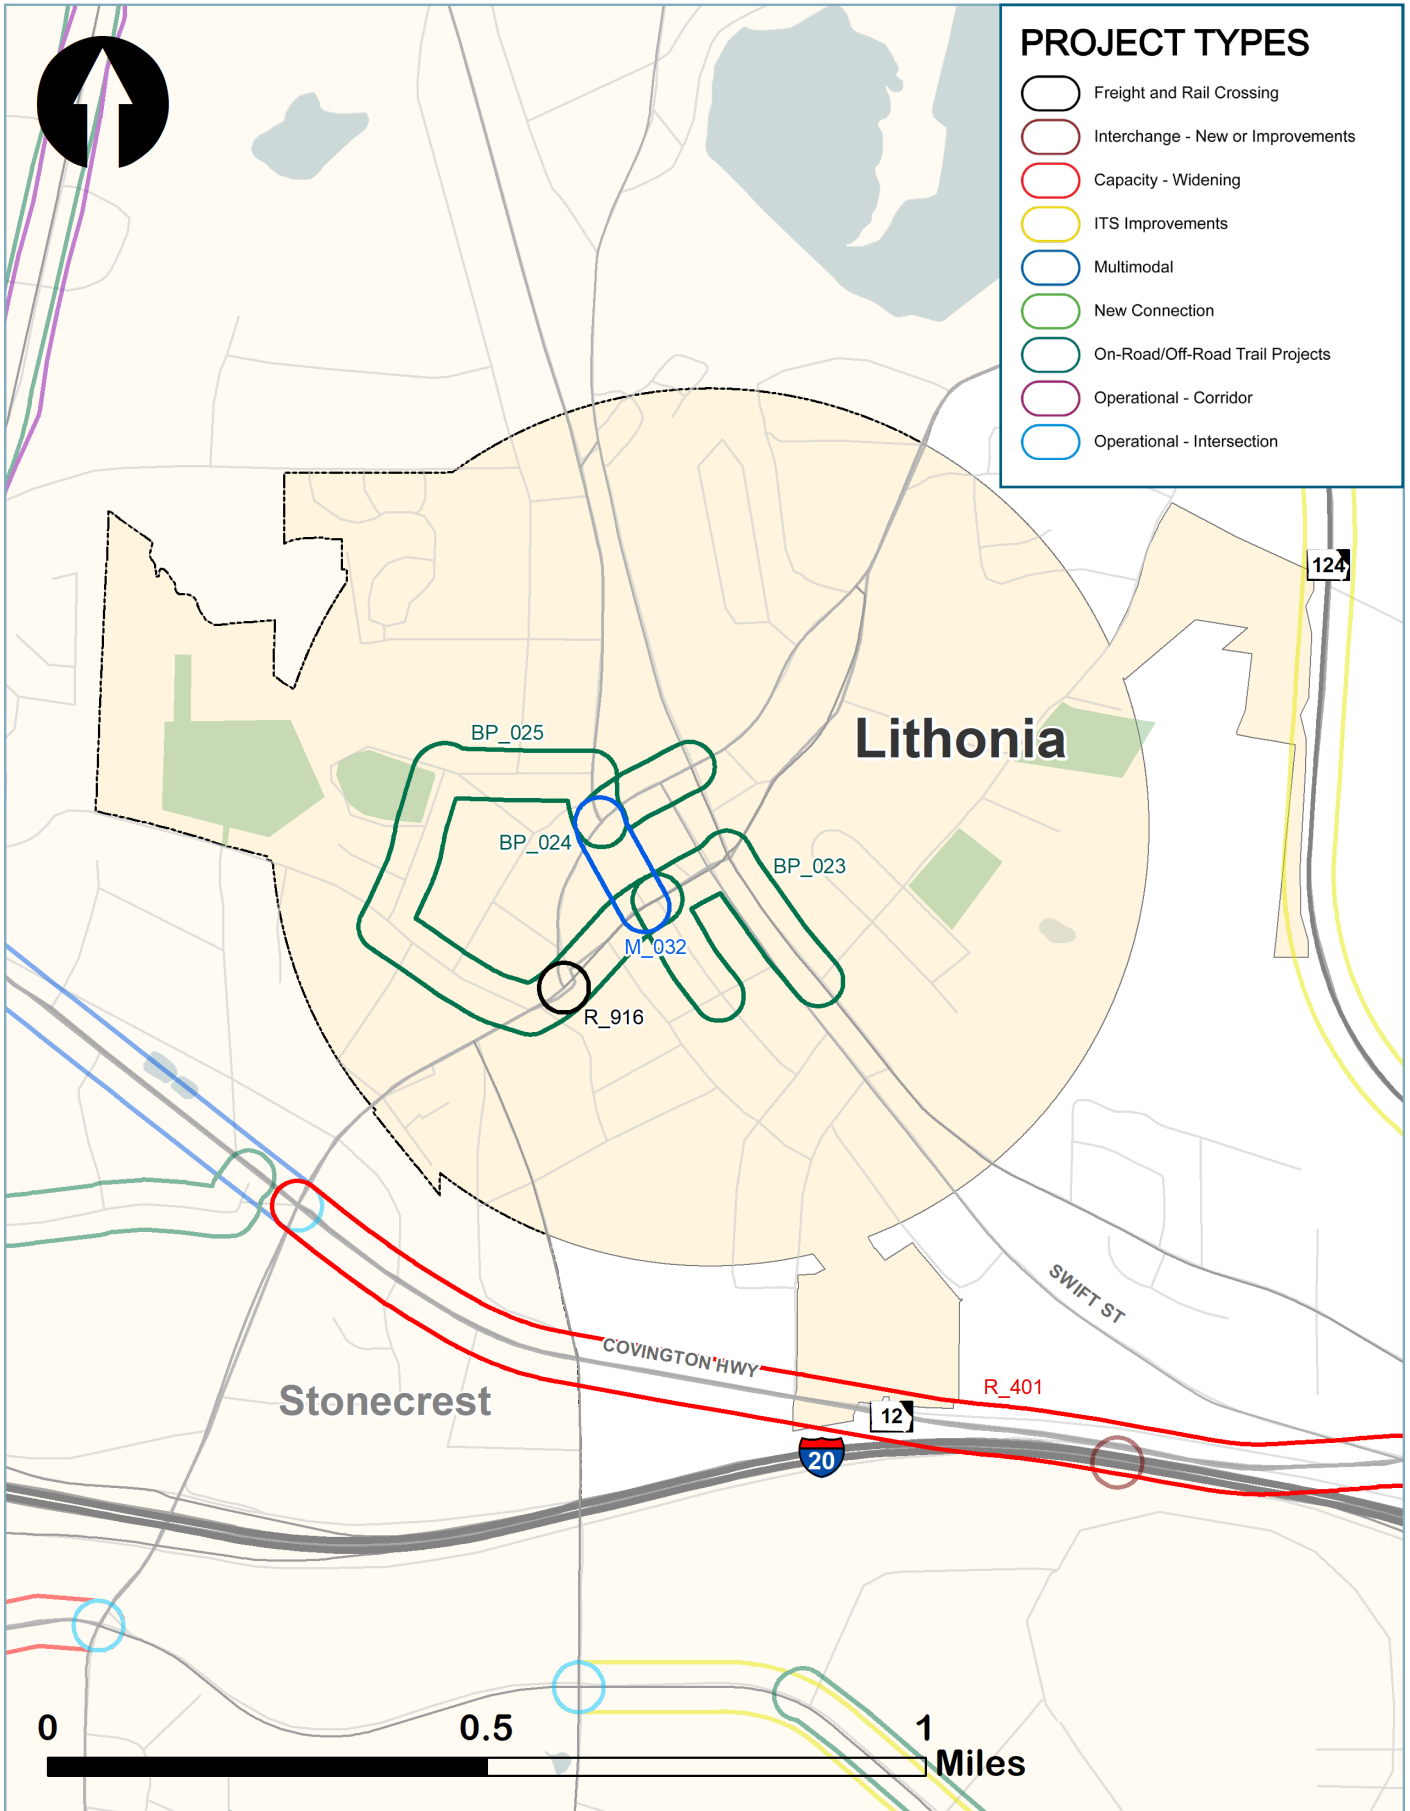 PROJECT TYPES
Freight and Rail Crossing
Interchange - New or Improvements
Capacity - Widening
ITS Improvements
Multimodal
New Connection
On-Road/Off-Road Trail Projects
Operational - Corridor
Operational - Intersection
124
Lithonia
BP_025
BP_024
BP_023
M_032
R_916
SWIFT ST
COVINGTON HWY
R_401
Stonecrest
12
20
0 0.5 1
Miles